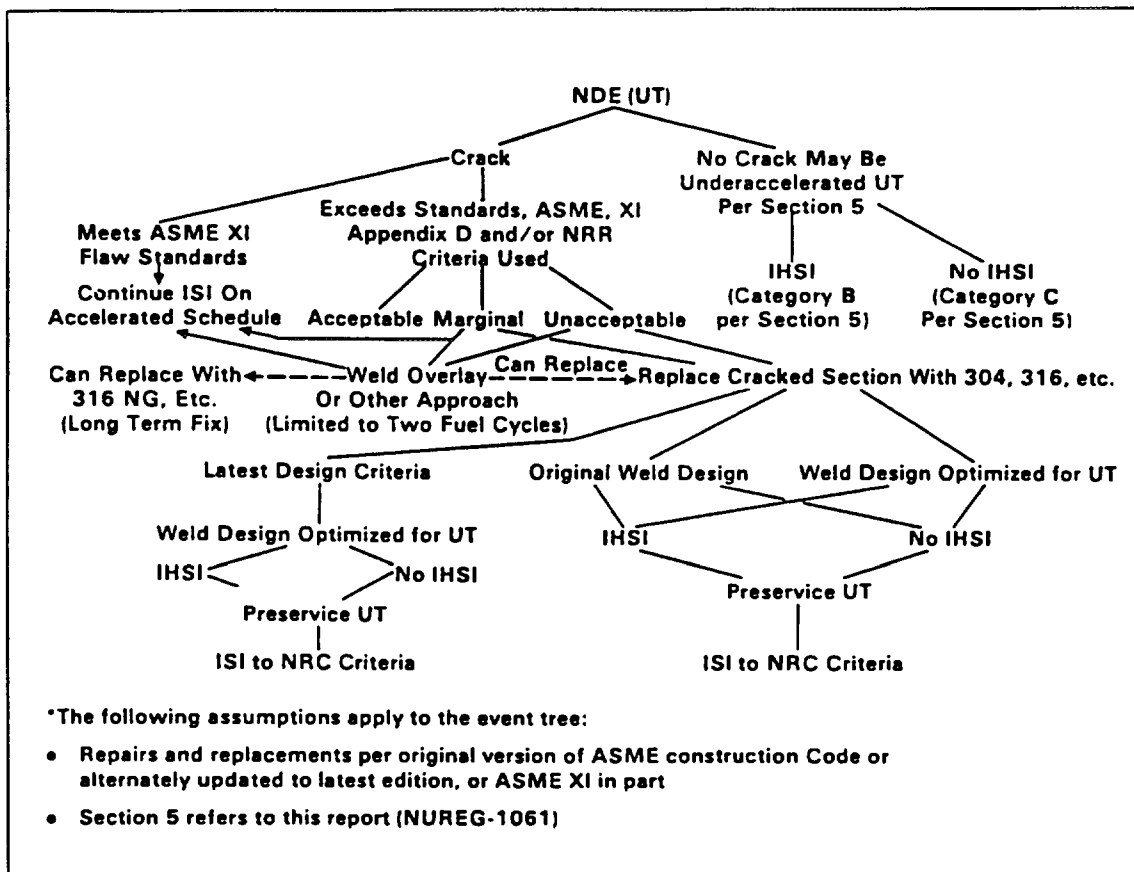 NDE (UT)
Crack
No Crack May Be
Underaccelerated UT
Per Section 5
Meets ASME XI
Flaw Standards
Exceeds Standards, ASME, XI
Appendix D and/or NRR
Criteria Used
IHSI
(Category B
per Section 5)
No IHSI
(Category C
Per Section 5)
Continue ISI On
Accelerated Schedule
Acceptable Marginal Unacceptable
Can Replace With
316 NG, Etc.
(Long Term Fix)
Weld Overlay
Or Other Approach
(Limited to Two Fuel Cycles)
Can Replace
Replace Cracked Section With 304, 316, etc.
Latest Design Criteria
Original Weld Design
Weld Design Optimized for UT
Weld Design Optimized for UT
IHSI
No IHSI
IHSI
No IHSI
Preservice UT
Preservice UT
ISI to NRC Criteria
ISI to NRC Criteria
*The following assumptions apply to the event tree:
• Repairs and replacements per original version of ASME construction Code or
alternately updated to latest edition, or ASME XI in part
• Section 5 refers to this report (NUREG-1061)